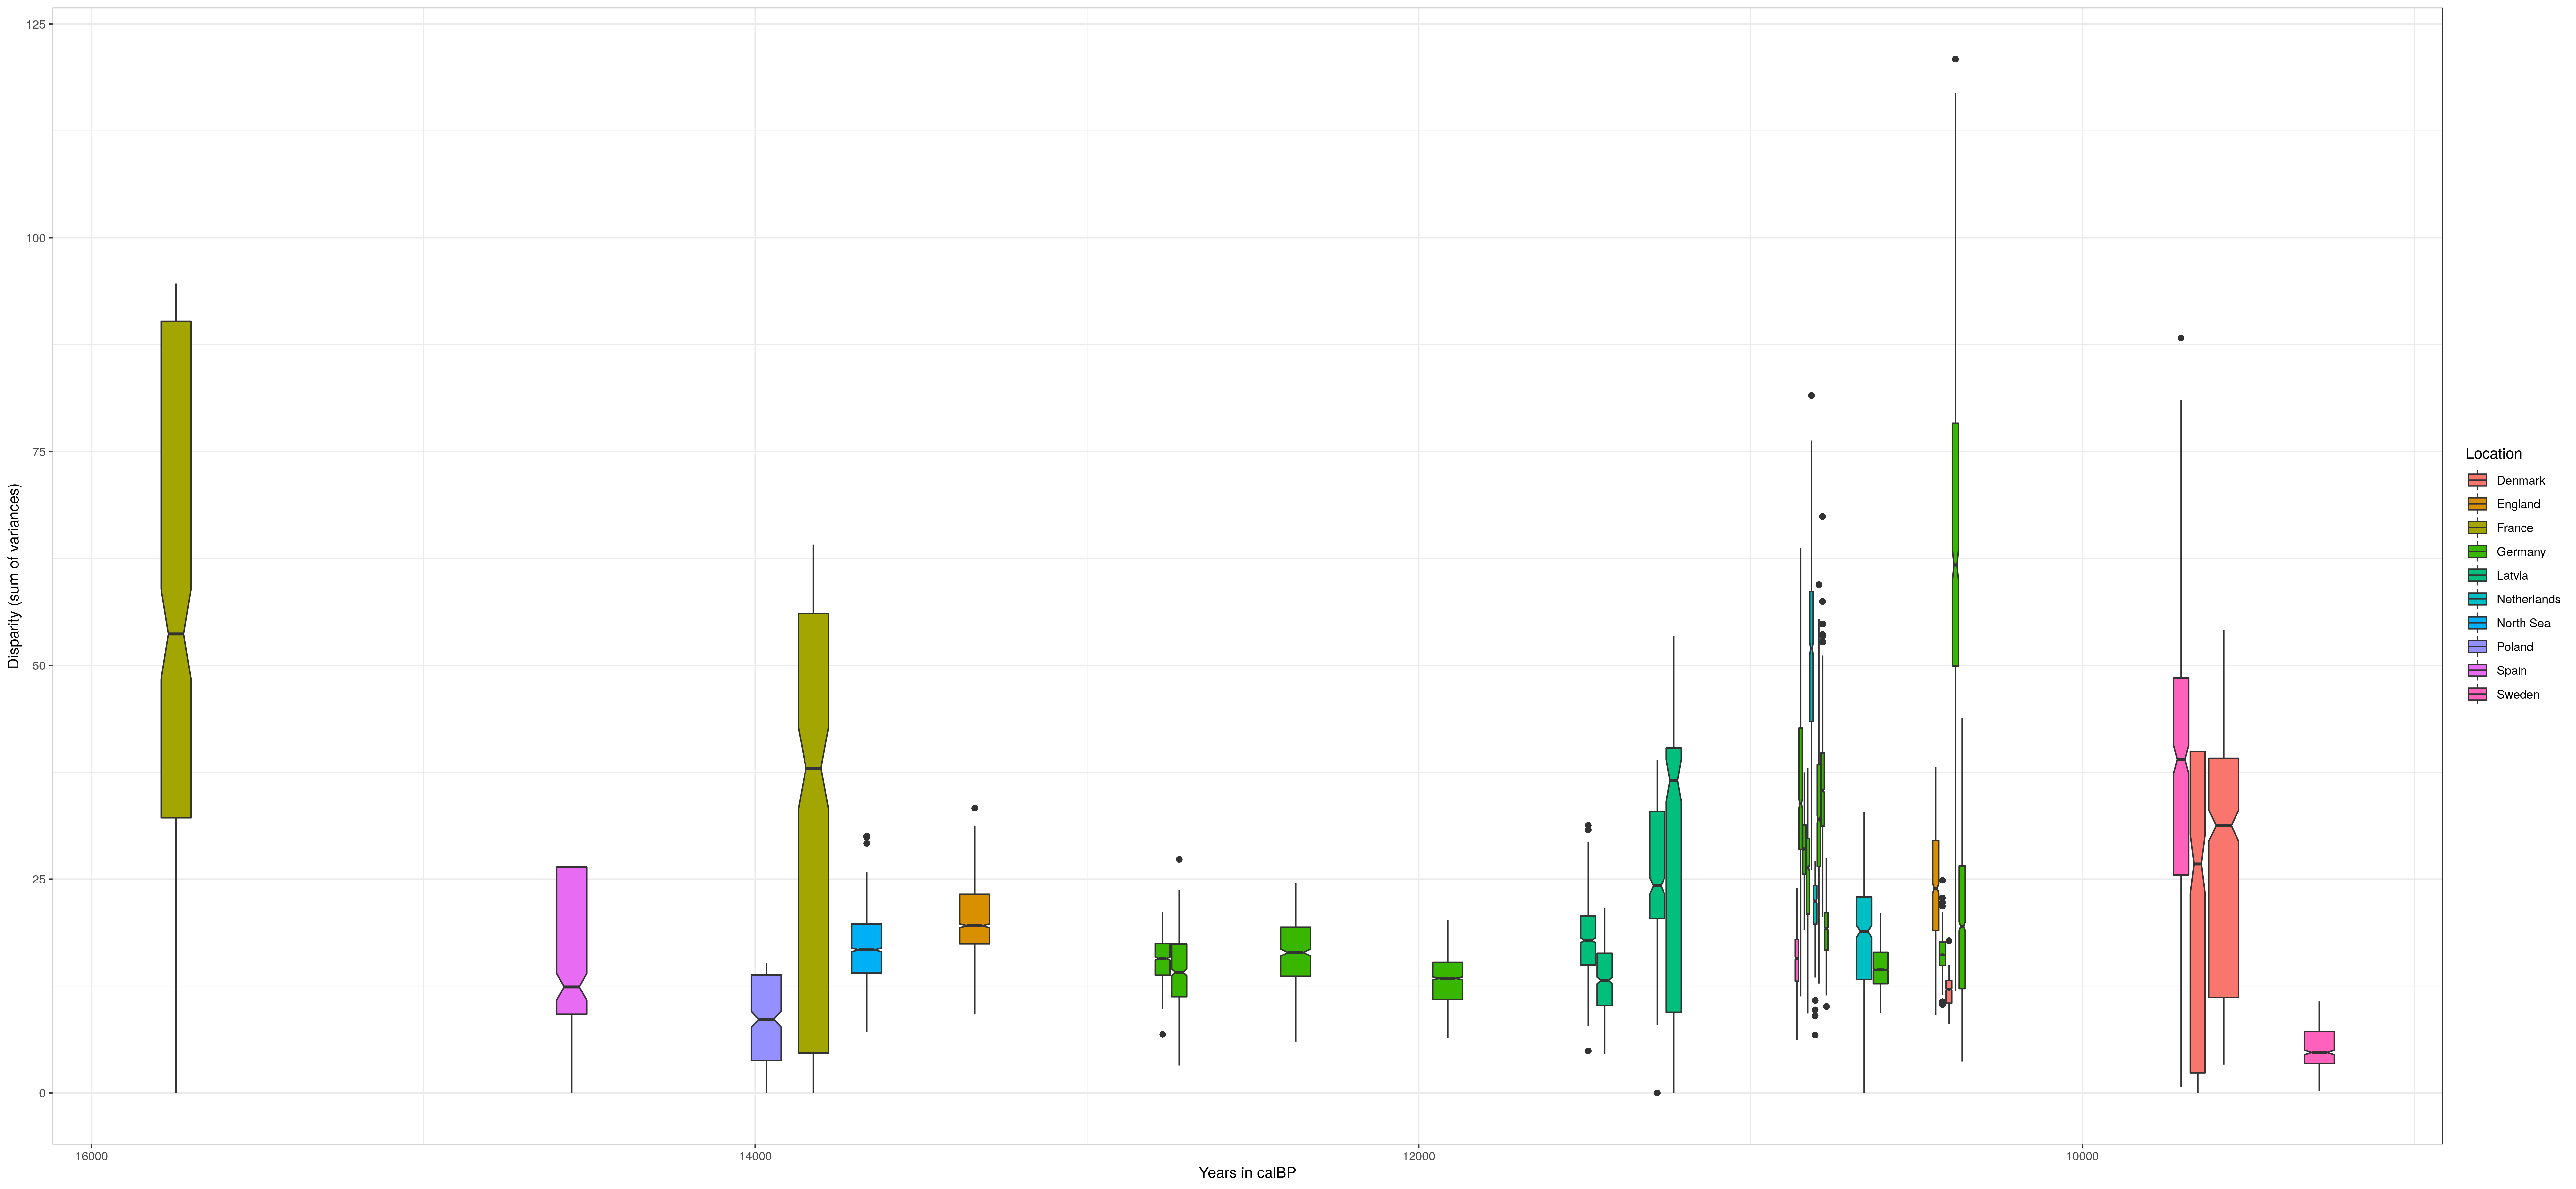 125
100
75
50
25
0
Disparity (sum of variances)
16000
14000
12000
10000
Years in calBP
Location
Denmark
England
France
Germany
Latvia
Netherlands
North Sea
Poland
Spain
Sweden